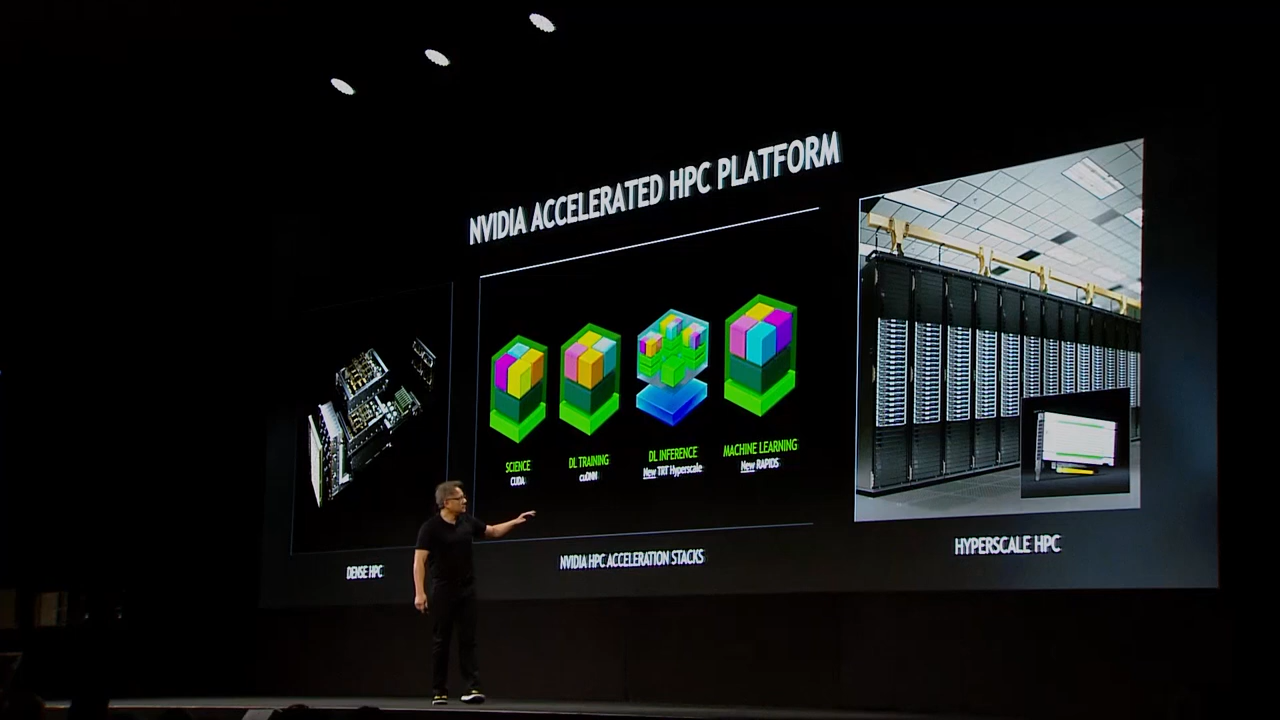 NVIDIA ACCELERATED HPC PLATFORM
SCIENCE
CUDA
DL TRAINING
cuDNN
DL INFERENCE
New TRT Hyperscale
MACHINE LEARNING
New RAPIDS
DENSE HPC
NVIDIA HPC ACCELERATION STACKS
HYPERSCALE HPC